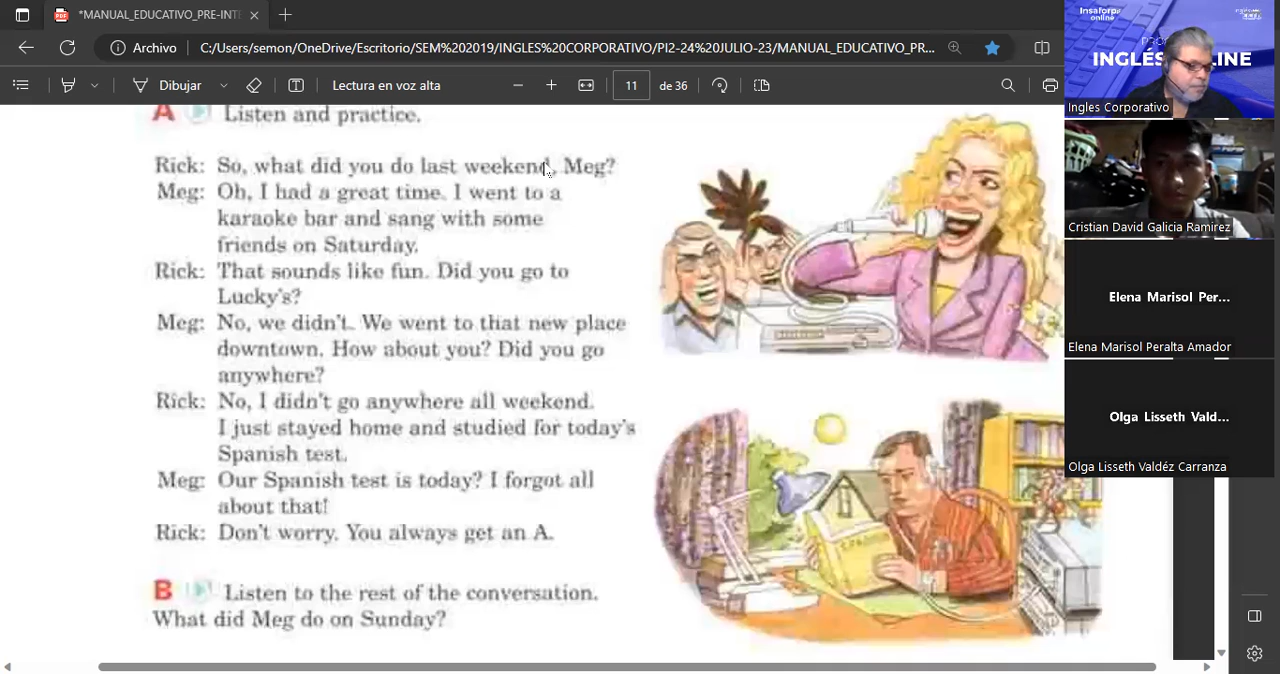 *MANUAL_EDUCATIVO_PRE-INTE
Archivo
C:/Users/semon/OneDrive/Escritorio/SEM%202019/INGLES%20CORPORATIVO/PI2-24%20JULIO-23/MANUAL_EDUCATIVO_PR...
Dibujar
Lectura en voz alta
11
de 36
A Listen and practice.
Rick: So, what did you do last weekend, Meg?
Meg: Oh, I had a great time. I went to a
karaoke bar and sang with some
friends on Saturday.
Rick: That sounds like fun. Did you go to
Lucky's?
Meg: No, we didn't. We went to that new place
downtown. How about you? Did you go
anywhere?
Rick: No, I didn't go anywhere all weekend.
I just stayed home and studied for today's
Spanish test.
Meg: Our Spanish test is today? I forgot all
about that!
Rick: Don't worry. You always get an A.
B Listen to the rest of the conversation.
What did Meg do on Sunday?
Insaforp
online
INGLÉS ONLINE
Ingles Corporativo
Cristian David Galicia Ramirez
Elena Marisol Per...
Elena Marisol Peralta Amador
Olga Lisseth Vald...
Olga Lisseth Valdéz Carranza